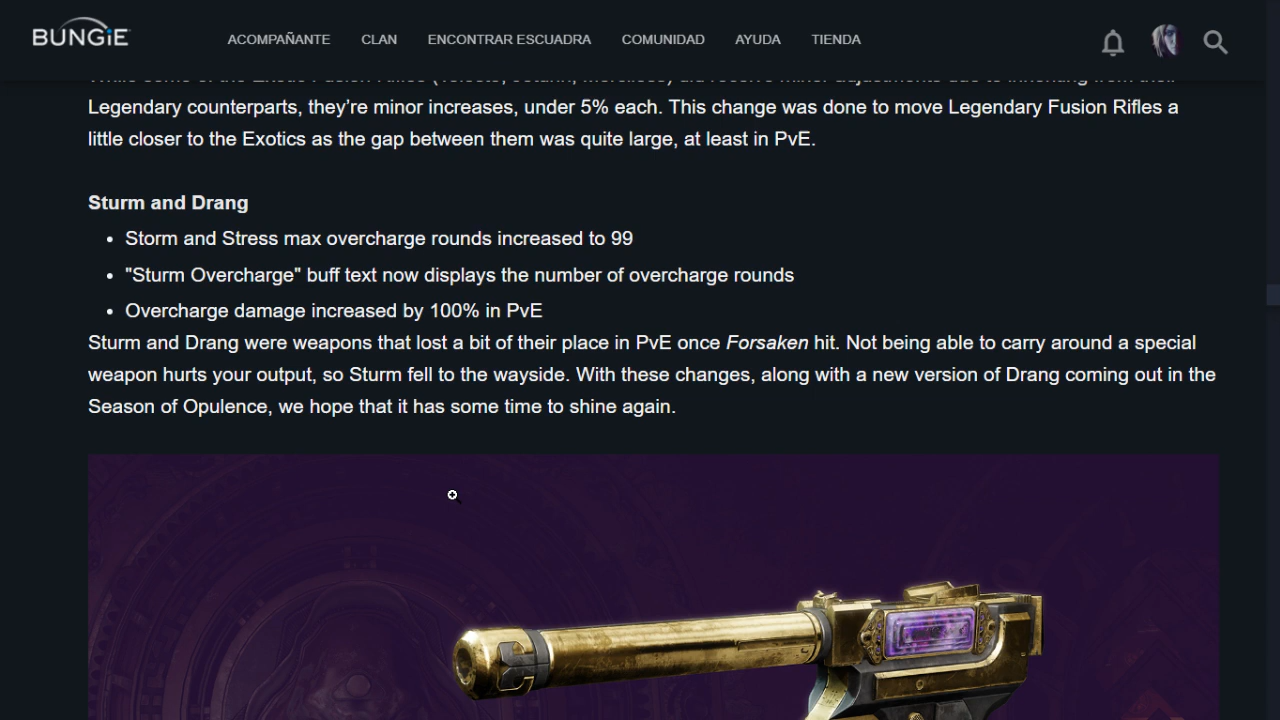 BUNGiE
ACOMPAÑANTE CLAN ENCONTRAR ESCUADRA COMUNIDAD AYUDA TIENDA
Legendary counterparts, they’re minor increases, under 5% each. This change was done to move Legendary Fusion Rifles a
little closer to the Exotics as the gap between them was quite large, at least in PvE.
Sturm and Drang
• Storm and Stress max overcharge rounds increased to 99
• "Sturm Overcharge" buff text now displays the number of overcharge rounds
• Overcharge damage increased by 100% in PvE
Sturm and Drang were weapons that lost a bit of their place in PvE once Forsaken hit. Not being able to carry around a special
weapon hurts your output, so Sturm fell to the wayside. With these changes, along with a new version of Drang coming out in the
Season of Opulence, we hope that it has some time to shine again.